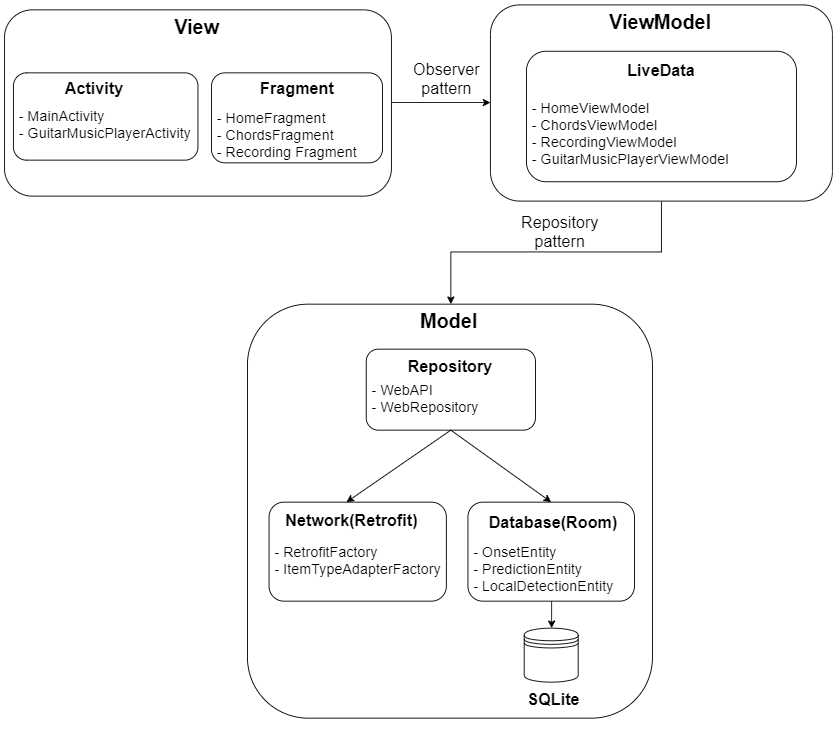 View
Activity
- MainActivity
- GuitarMusicPlayerActivity
Fragment
- HomeFragment
- ChordsFragment
- Recording Fragment
Observer
pattern
ViewModel
LiveData
- HomeViewModel
- ChordsViewModel
- RecordingViewModel
- GuitarMusicPlayerViewModel
Repository
pattern
Model
Repository
- WebAPI
- WebRepository
Network(Retrofit)
- RetrofitFactory
- ItemTypeAdapterFactory
Database(Room)
- OnsetEntity
- PredictionEntity
- LocalDetectionEntity
SQLite